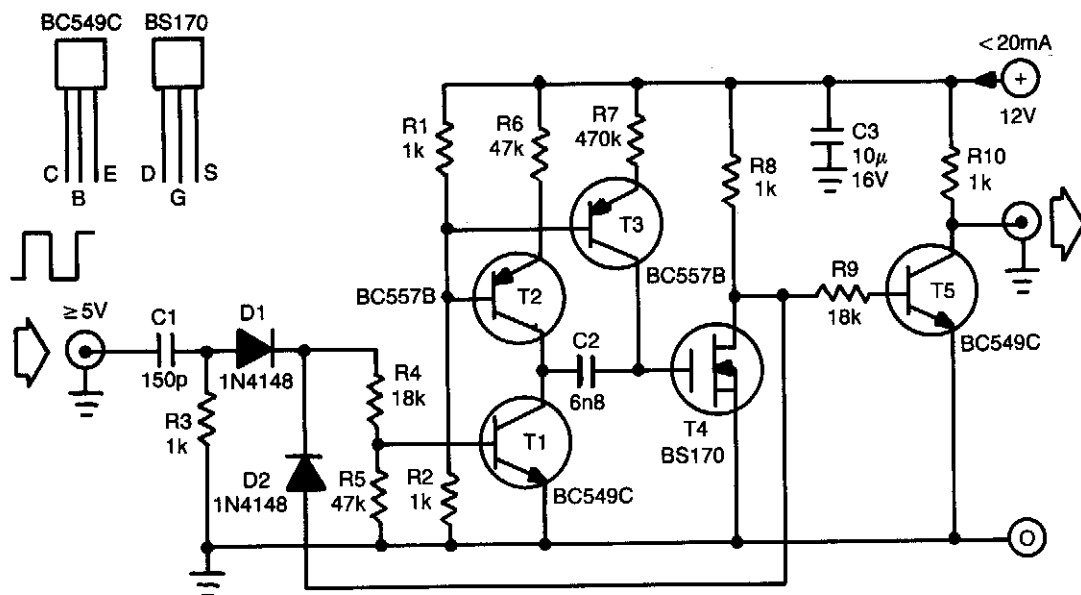 BC549C
BS170
C
B
E
D
G
S
≥5V
C1
150p
D1
1N4148
R3
1k
D2
1N4148
R4
18k
R5
47k
R1
1k
R2
1k
R6
47k
R7
470k
T3
BC557B
T2
BC557B
C2
6n8
T1
BC549C
R8
1k
T4
BS170
C3
10μ
16V
<20mA
+
12V
R10
1k
R9
18k
T5
BC549C
O